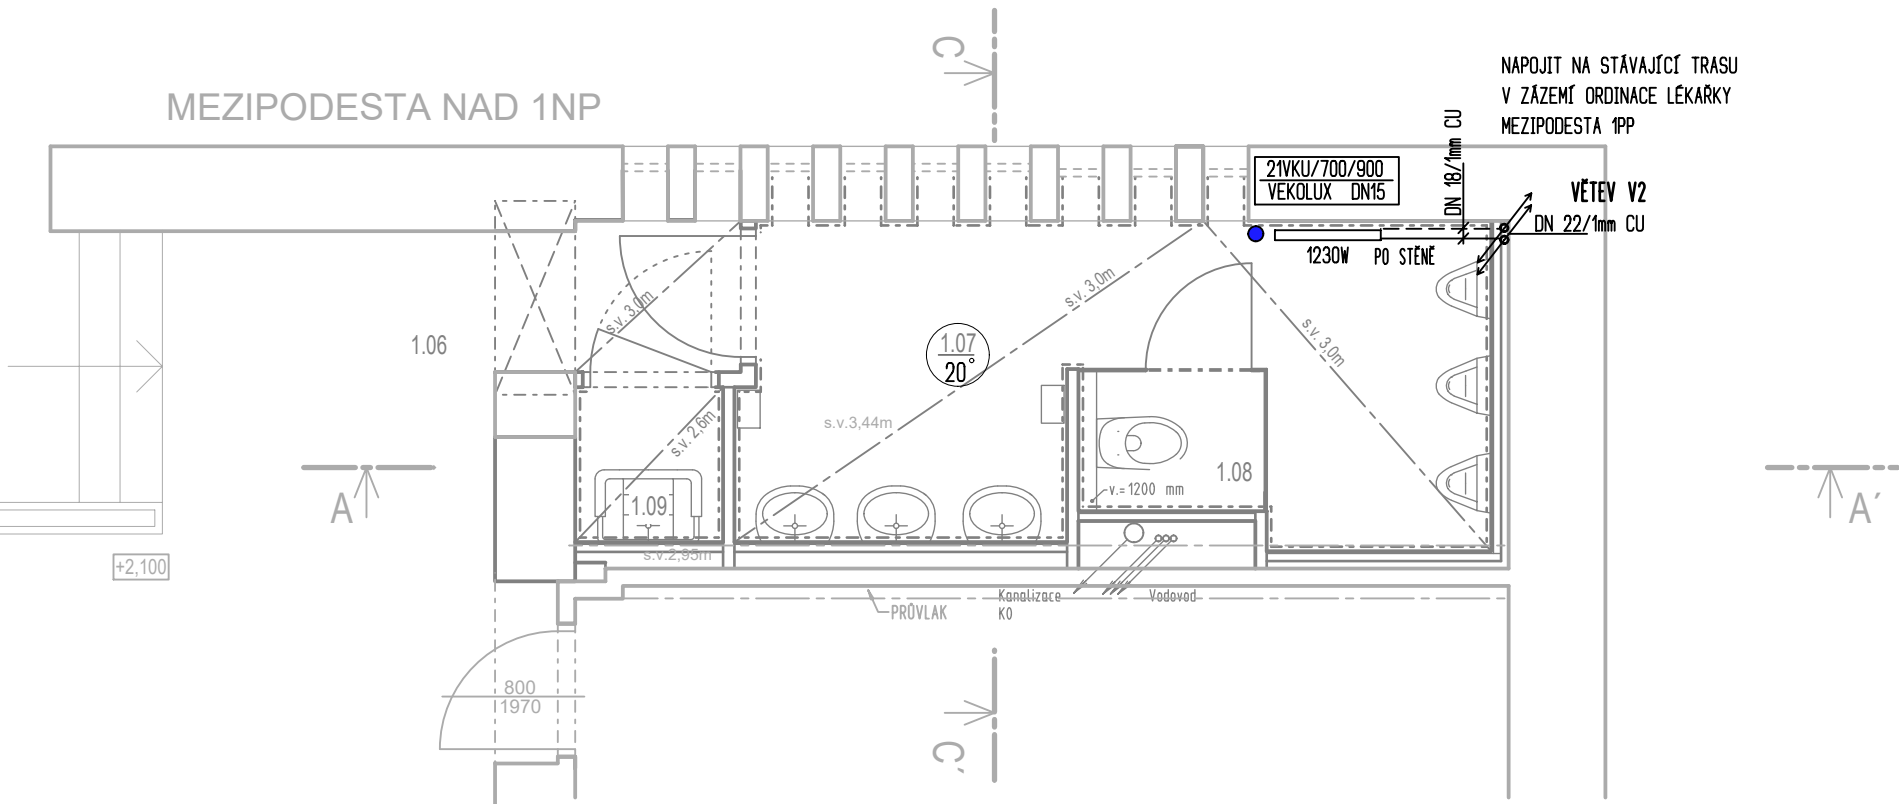 C
NAPOJIT NA STÁVAJÍCÍ TRASU
V ZÁZEMÍ ORDINACE LÉKAŘKY
MEZIPODESTA 1PP
MEZIPODESTA NAD 1NP
DN 18/1mm CU
21VKU/700/900
VEKOLUX DN15
VĚTEV V2
DN 22/1mm CU
1230W PO STĚNĚ
s.v. 3,0m
s.v. 3,0m
s.v. 3,0m
1.06
1.07
20°
s.v.3,44m
s.v. 2,6m
1.08
v.= 1200 mm
1.09
A
A´
s.v.2,95m
+2,100
Kanalizace
KO
Vodovod
PRŮVLAK
800
1970
C´